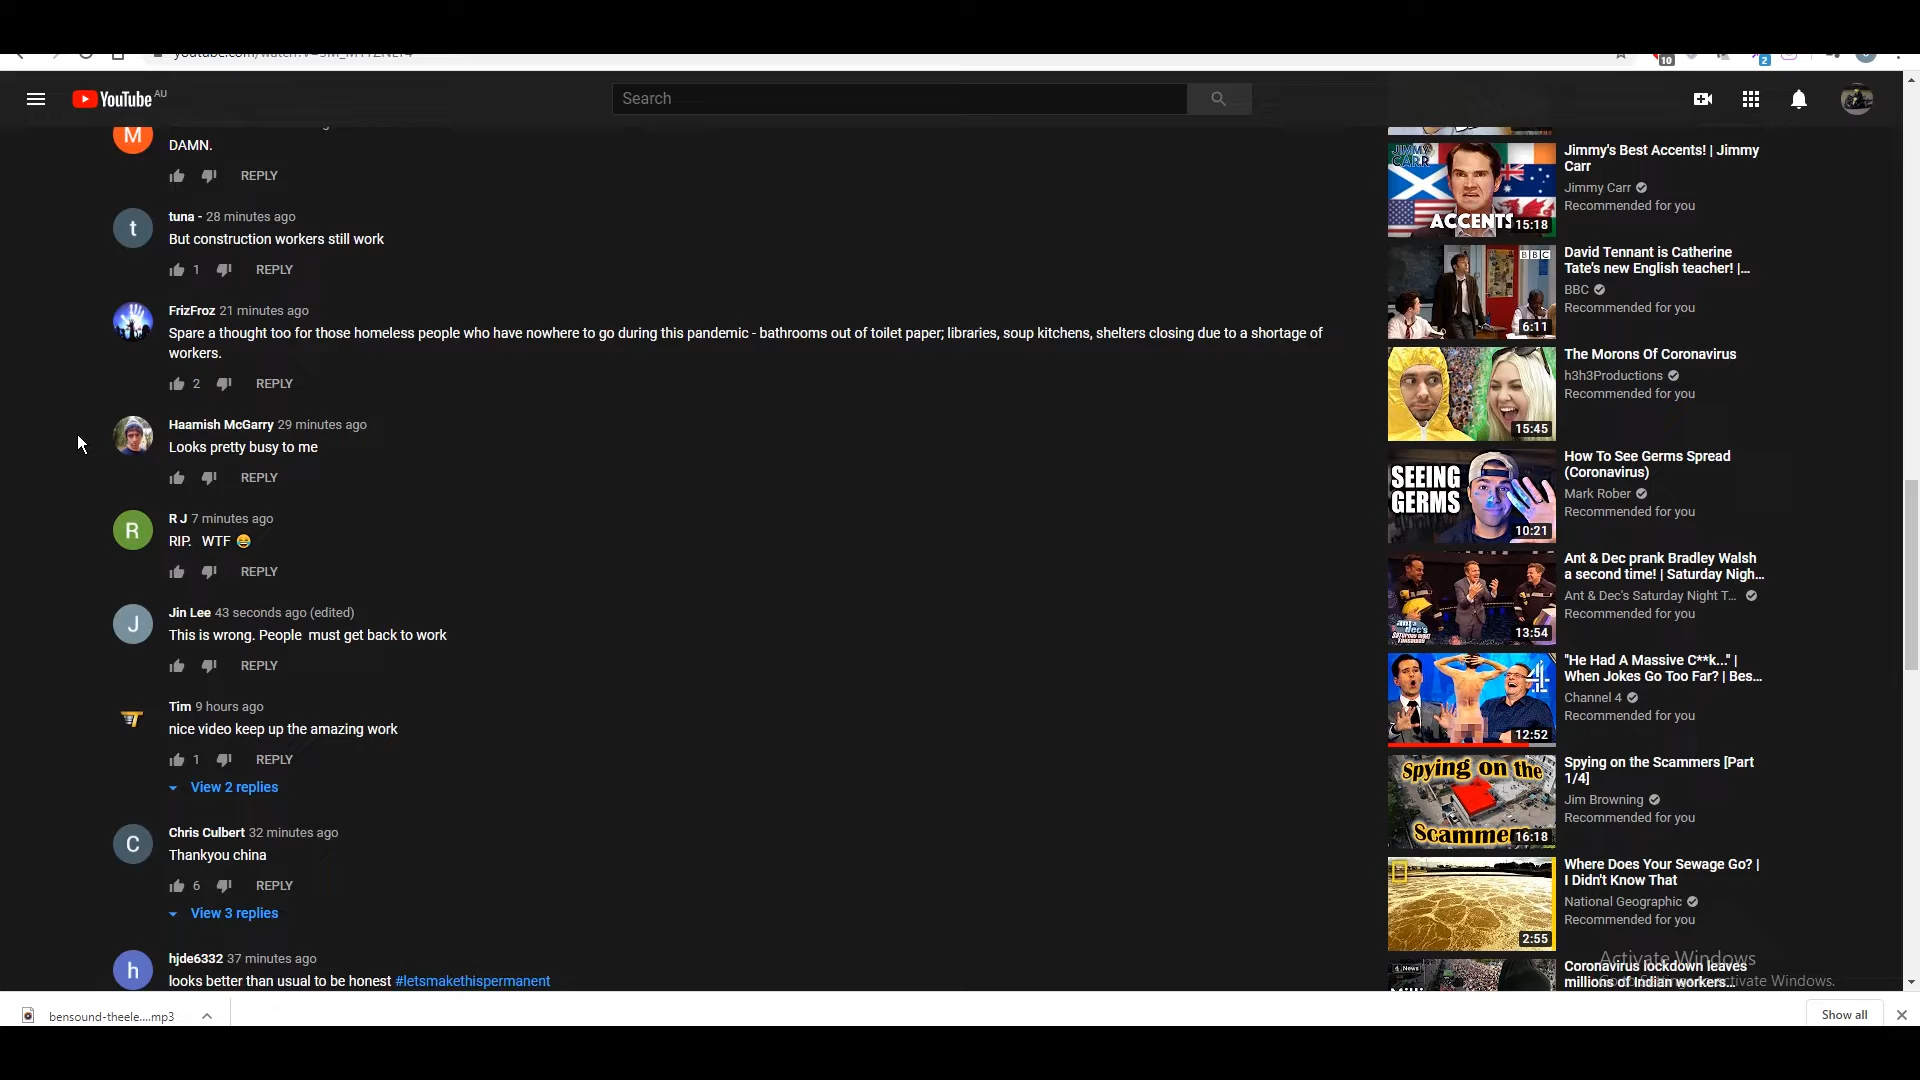 10
2
YouTube AU
Search
M
DAMN.
REPLY
t
tuna - 28 minutes ago
But construction workers still work
1 REPLY
FrizFroz 21 minutes ago
Spare a thought too for those homeless people who have nowhere to go during this pandemic - bathrooms out of toilet paper; libraries, soup kitchens, shelters closing due to a shortage of
workers.
2 REPLY
Haamish McGarry 29 minutes ago
Looks pretty busy to me
REPLY
R
R J 7 minutes ago
RIP. WTF 😂
REPLY
J
Jin Lee 43 seconds ago (edited)
This is wrong. People must get back to work
REPLY
Tim 9 hours ago
nice video keep up the amazing work
1 REPLY
View 2 replies
C
Chris Culbert 32 minutes ago
Thankyou china
6 REPLY
View 3 replies
h
hjde6332 37 minutes ago
looks better than usual to be honest #letsmakethispermanent
JIMMY
CARR
ACCENTS
15:18
Jimmy's Best Accents! | Jimmy
Carr
Jimmy Carr
Recommended for you
BBC
6:11
David Tennant is Catherine
Tate's new English teacher! |...
BBC
Recommended for you
15:45
The Morons Of Coronavirus
h3h3Productions
Recommended for you
SEEING
GERMS
10:21
How To See Germs Spread
(Coronavirus)
Mark Rober
Recommended for you
13:54
Ant & Dec prank Bradley Walsh
a second time! | Saturday Nigh...
Ant & Dec's Saturday Night T...
Recommended for you
4
12:52
"He Had A Massive C**k..." |
When Jokes Go Too Far? | Bes...
Channel 4
Recommended for you
Spying on the
Scamme
16:18
Spying on the Scammers [Part
1/4]
Jim Browning
Recommended for you
2:55
Where Does Your Sewage Go? |
I Didn't Know That
National Geographic
Recommended for you
4 News
Coronavirus lockdown leaves
millions of Indian workers...
Activate Windows
bensound-theele....mp3
Show all